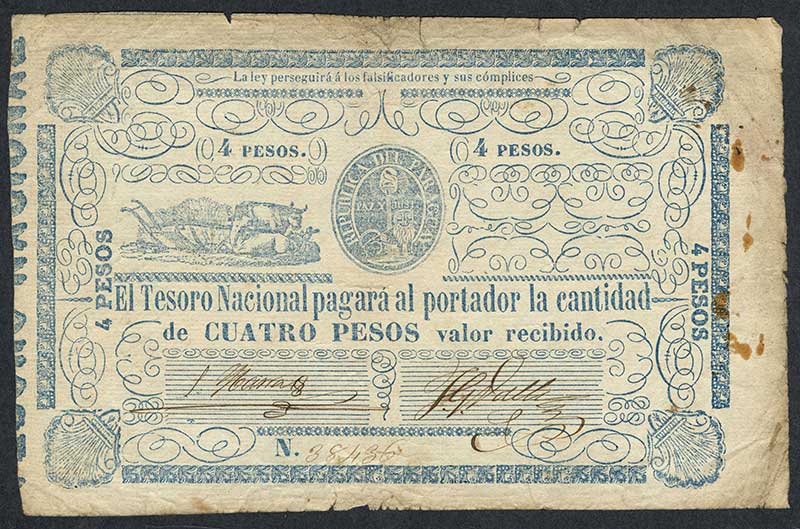 La ley perseguirá á los falsificadores y sus cómplices
4 PESOS.
4 PESOS.
REPUBLICA DEL PARAGUAY
PAZ Y JUSTICIA
4 PESOS
4 PESOS
El Tesoro Nacional pagará al portador la cantidad
de CUATRO PESOS valor recibido.
N. 38436